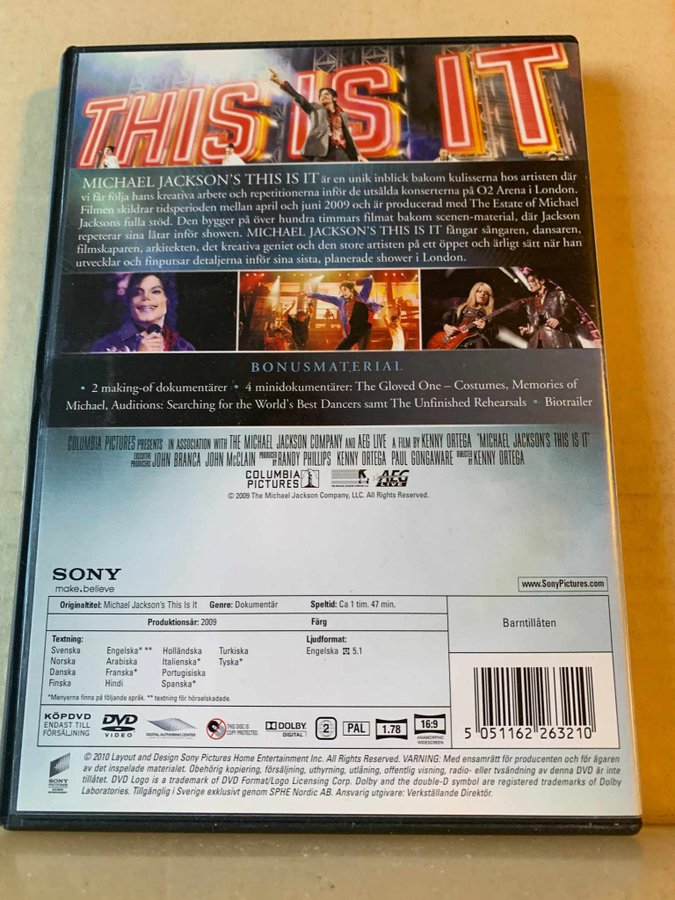 THIS IS IT
MICHAEL JACKSON'S THIS IS IT är en unik inblick bakom kulisserna hos artisten där
vi får följa hans kreativa arbete och repetitionerna inför de utsålda konserterna på O2 Arena i London.
Filmen skildrar tidsperioden mellan april och juni 2009 och är producerad med The Estate of Michael
Jacksons fulla stöd. Den bygger på över hundra timmars filmat bakom scenen-material, där Jackson
repeterar sina låtar inför showen. MICHAEL JACKSON'S THIS IS IT fångar sångaren, dansaren,
filmskaparen, arkitekten, det kreativa geniet och den store artisten på ett öppet och ärligt sätt när han
utvecklar och finputsar detaljerna inför sina sista, planerade shower i London.
BONUSMATERIAL
• 2 making-of dokumentärer • 4 minidokumentärer: The Gloved One – Costumes, Memories of
Michael, Auditions: Searching for the World's Best Dancers samt The Unfinished Rehearsals • Biotrailer
COLUMBIA PICTURES PRESENTS IN ASSOCIATION WITH THE MICHAEL JACKSON COMPANY AND AEG LIVE A FILM BY KENNY ORTEGA "MICHAEL JACKSON'S THIS IS IT"
EXECUTIVE PRODUCERS JOHN BRANCA JOHN McCLAIN PRODUCED BY RANDY PHILLIPS KENNY ORTEGA PAUL GONGAWARE DIRECTED BY KENNY ORTEGA
COLUMBIA PICTURES AEG LIVE
© 2009 The Michael Jackson Company, LLC. All Rights Reserved.
SONY
make.believe
www.SonyPictures.com
Originaltitel: Michael Jackson's This Is It Genre: Dokumentär Speltid: Ca 1 tim. 47 min.
Produktionsår: 2009 Färg
Barntillåten
Textning: Ljudformat:
Svenska Engelska* ** Holländska Turkiska Engelska 5.1
Norska Arabiska Italienska* Tyska*
Danska Franska* Portugisiska
Finska Hindi Spanska*
*Menyerna finns på följande språk. ** textning för hörselskadade.
KÖPDVD
ENDAST TILL
FÖRSÄLJNING
DVD
VIDEO
DIGITAL AUTHORING CENTER
THIS DISC IS
COPY PROTECTED.
DOLBY
DIGITAL
2
PAL
1.78
16:9
ANAMORPHIC
WIDESCREEN
5 051162 263210
SONY
PICTURES
© 2010 Layout and Design Sony Pictures Home Entertainment Inc. All Rights Reserved. VARNING: Med ensamrätt för producenten och för ägaren
av det inspelade materialet. Obehörig kopiering, försäljning, uthyrning, utlåning, offentlig visning, radio- eller tvsändning av denna DVD är inte
tillåtet. DVD Logo is a trademark of DVD Format/Logo Licensing Corp. Dolby and the double-D symbol are registered trademarks of Dolby
Laboratories. Tillgänglig i Sverige exklusivt genom SPHE Nordic AB. Ansvarig utgivare: Verkställande Direktör.